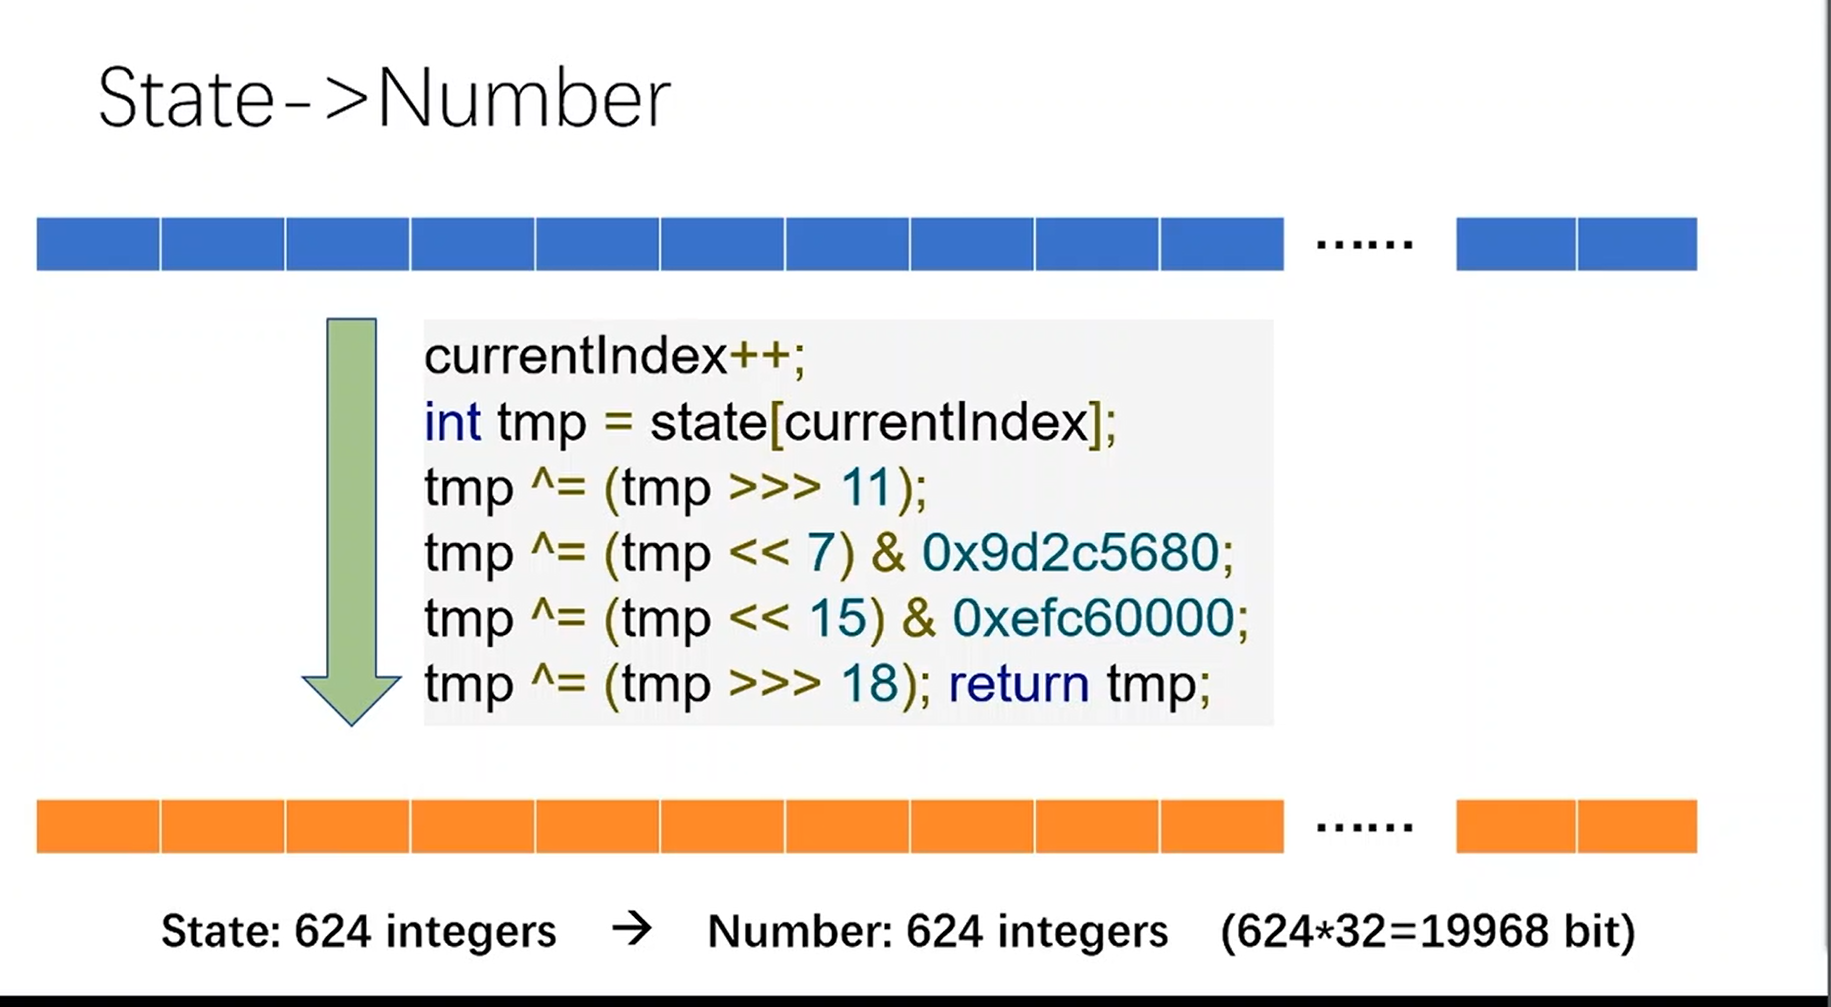 State->Number
......
currentIndex++;
int tmp = state[currentIndex];
tmp ^= (tmp >>> 11);
tmp ^= (tmp << 7) & 0x9d2c5680;
tmp ^= (tmp << 15) & 0xefc60000;
tmp ^= (tmp >>> 18); return tmp;
......
State: 624 integers → Number: 624 integers (624*32=19968 bit)